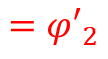 = φ′₂